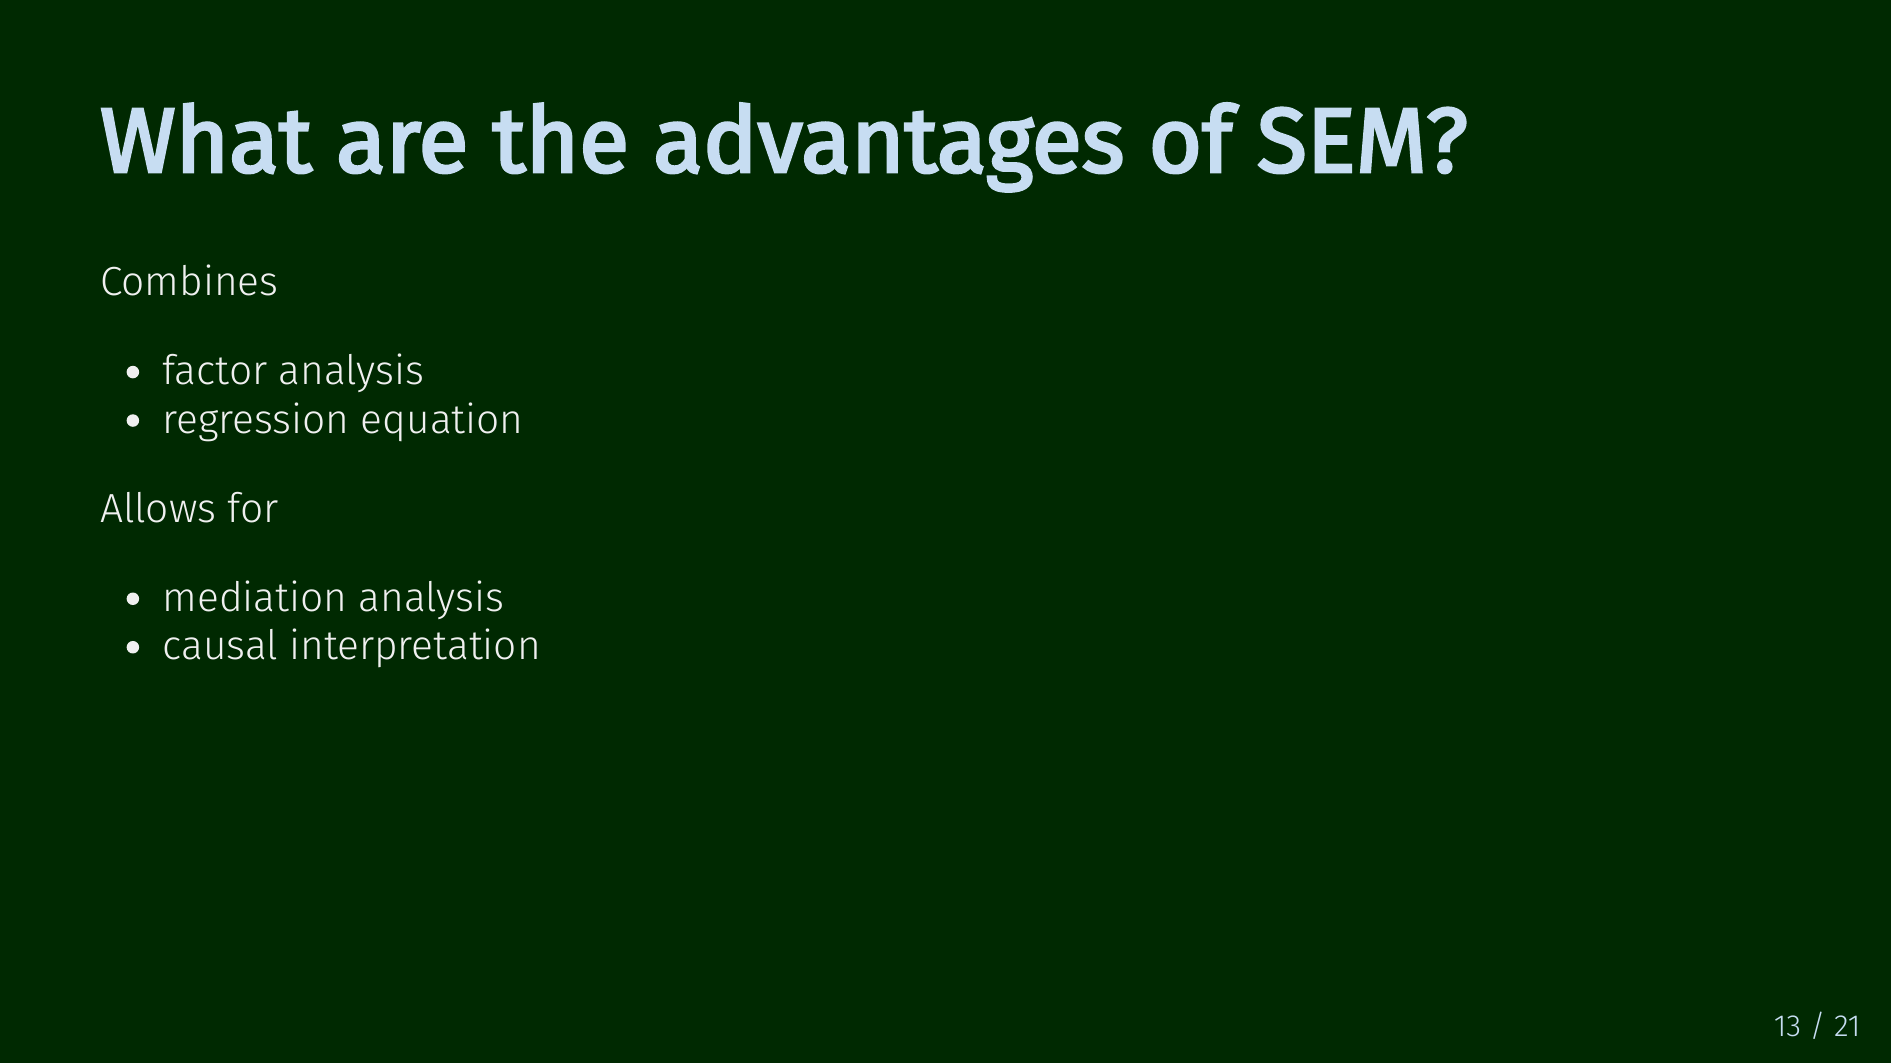 What are the advantages of SEM?
Combines
• factor analysis
• regression equation
Allows for
• mediation analysis
• causal interpretation
13 / 21